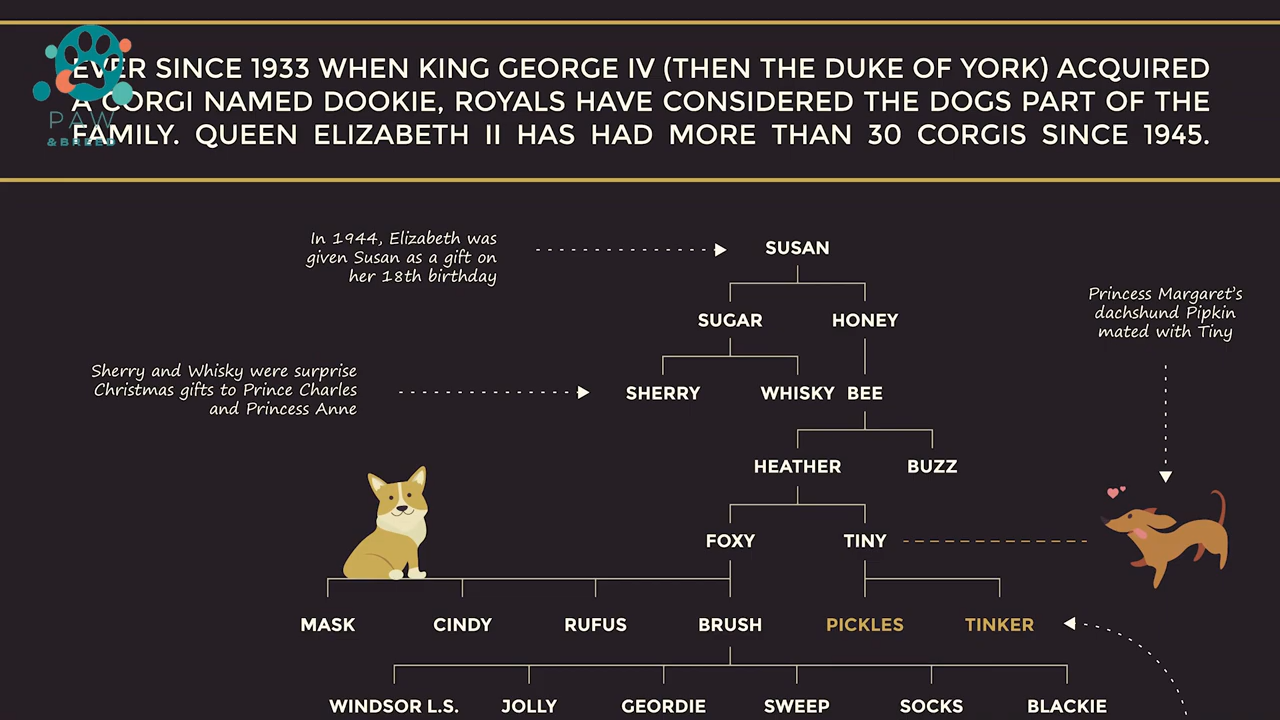 EVER SINCE 1933 WHEN KING GEORGE IV (THEN THE DUKE OF YORK) ACQUIRED
A CORGI NAMED DOOKIE, ROYALS HAVE CONSIDERED THE DOGS PART OF THE
FAMILY. QUEEN ELIZABETH II HAS HAD MORE THAN 30 CORGIS SINCE 1945.
PAW
&BREED
In 1944, Elizabeth was
given Susan as a gift on
her 18th birthday
SUSAN
Princess Margaret's
dachshund Pipkin
mated with Tiny
SUGAR HONEY
Sherry and Whisky were surprise
Christmas gifts to Prince Charles
and Princess Anne
SHERRY WHISKY BEE
HEATHER BUZZ
FOXY TINY
MASK CINDY RUFUS BRUSH PICKLES TINKER
WINDSOR L.S. JOLLY GEORDIE SWEEP SOCKS BLACKIE